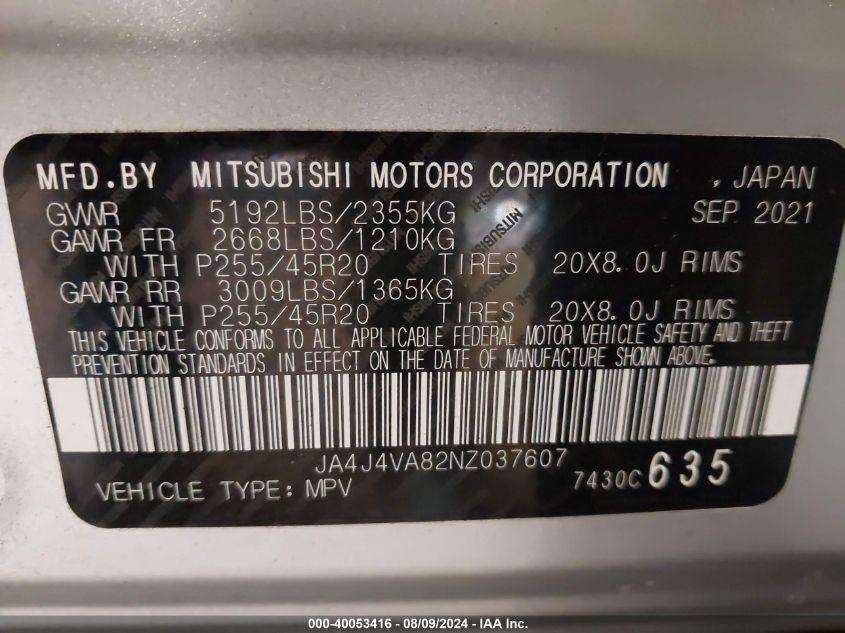 MFD.BY MITSUBISHI MOTORS CORPORATION , JAPAN
GVWR 5192LBS/2355KG SEP 2021
GAWR FR 2668LBS/1210KG
WITH P255/45R20 TIRES 20X8.0J RIMS
GAWR RR 3009LBS/1365KG
WITH P255/45R20 TIRES 20X8.0J RIMS
THIS VEHICLE CONFORMS TO ALL APPLICABLE FEDERAL MOTOR VEHICLE SAFETY AND THEFT
PREVENTION STANDARDS IN EFFECT ON THE DATE OF MANUFACTURE SHOWN ABOVE.
JA4J4VA82NZ037607
7430C 635
VEHICLE TYPE: MPV
000-40053416 - 08/09/2024 - IAA Inc.